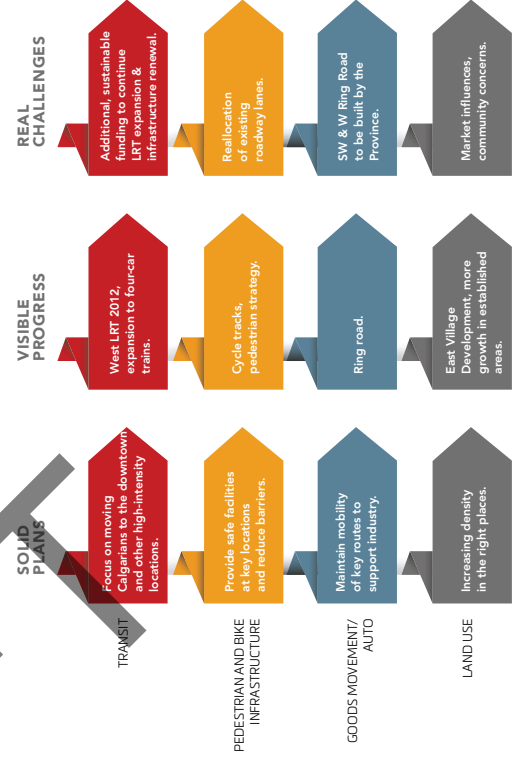 SOLID
PLANS
VISIBLE
PROGRESS
REAL
CHALLENGES
TRANSIT
Focus on moving
Calgarians to the downtown
and other high-intensity
locations.
West LRT 2012,
expansion to four-car
trains.
Additional, sustainable
funding to continue
LRT expansion &
infrastructure renewal.
PEDESTRIAN AND BIKE
INFRASTRUCTURE
Provide safe facilities
at key locations
and reduce barriers.
Cycle tracks,
pedestrian strategy.
Reallocation
of existing
roadway lanes.
GOODS MOVEMENT/
AUTO
Maintain mobility
of key routes to
support industry.
Ring road.
SW & W Ring Road
to be built by the
Province.
LAND USE
Increasing density
in the right places.
East Village
Development, more
growth in established
areas.
Market influences,
community concerns.
T